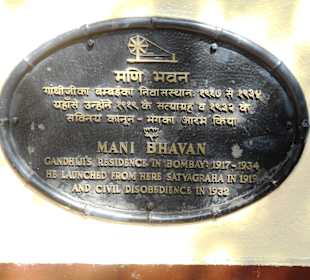 मणि भवन
गांधीजीका बम्बईका निवासस्थान: १९१७ से १९३४
यहाँसे उन्होंने १९१९ के सत्याग्रह व १९३२ के
सविनय कानून - भंगका आरंभ किया
MANI BHAVAN
GANDHIJI'S RESIDENCE IN BOMBAY: 1917-1934
HE LAUNCHED FROM HERE SATYAGRAHA IN 1919
AND CIVIL DISOBEDIENCE IN 1932